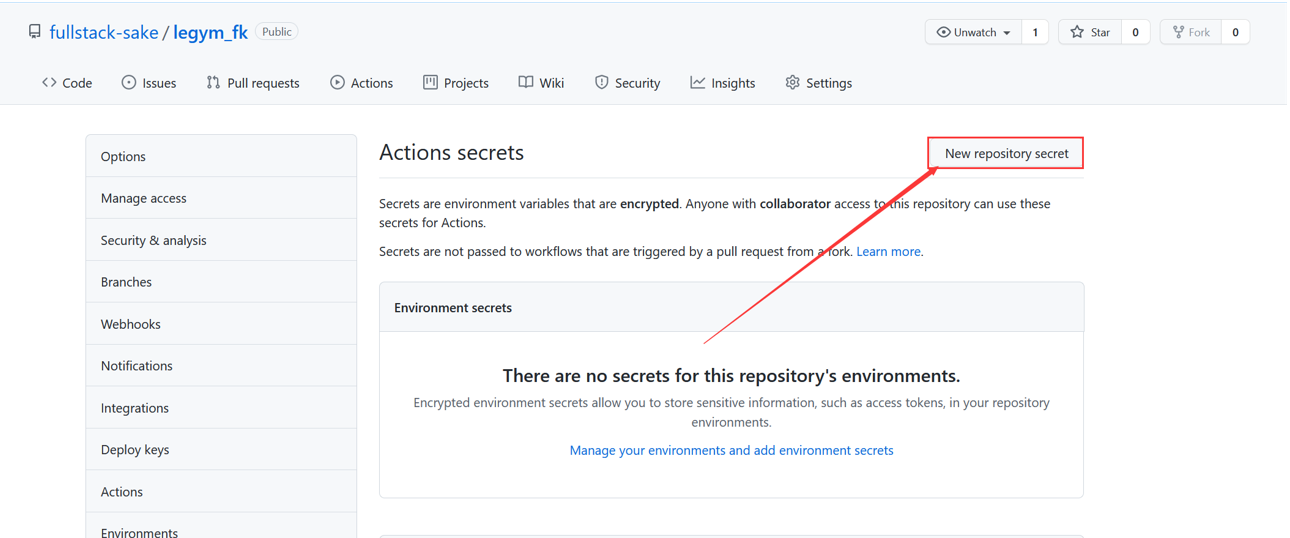 fullstack-sake / legym_fk Public
Unwatch 1 Star 0 Fork 0
Code Issues Pull requests Actions Projects Wiki Security Insights Settings
Options
Manage access
Security & analysis
Branches
Webhooks
Notifications
Integrations
Deploy keys
Actions
Environments
Actions secrets
New repository secret
Secrets are environment variables that are encrypted. Anyone with collaborator access to this repository can use these
secrets for Actions.
Secrets are not passed to workflows that are triggered by a pull request from a fork. Learn more.
Environment secrets
There are no secrets for this repository's environments.
Encrypted environment secrets allow you to store sensitive information, such as access tokens, in your repository
environments.
Manage your environments and add environment secrets